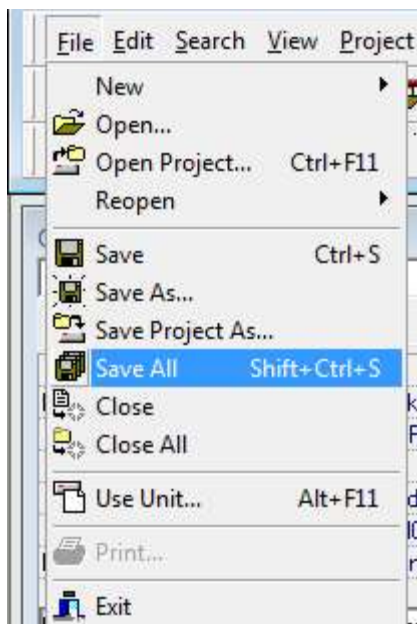 File Edit Search View Project
New
Open...
Open Project... Ctrl+F11
Reopen
Save Ctrl+S
Save As...
Save Project As...
Save All Shift+Ctrl+S
Close
Close All
Use Unit... Alt+F11
Print...
Exit